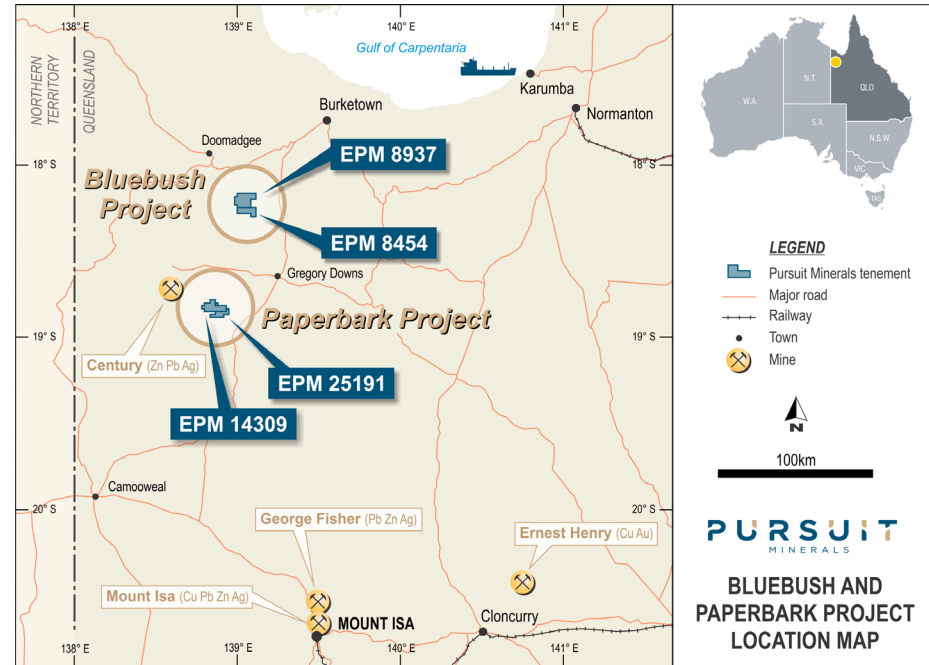 138° E
139° E
140° E
141° E
NORTHERN
TERRITORY
QUEENSLAND
Gulf of Carpentaria
Karumba
Burketown
Normanton
Doomadgee
18° S
18° S
EPM 8937
Bluebush
Project
EPM 8454
Gregory Downs
Paperbark Project
19° S
19° S
Century (Zn Pb Ag)
EPM 25191
EPM 14309
Camooweal
20° S
20° S
George Fisher (Pb Zn Ag)
Ernest Henry (Cu Au)
Mount Isa (Cu Pb Zn Ag)
MOUNT ISA
Cloncurry
138° E
139° E
140° E
141° E
W.A.
N.T.
QLD
S.A.
N.S.W
VIC
TAS
LEGEND
Pursuit Minerals tenement
Major road
Railway
Town
Mine
N
100km
PURSUIT
MINERALS
BLUEBUSH AND
PAPERBARK PROJECT
LOCATION MAP